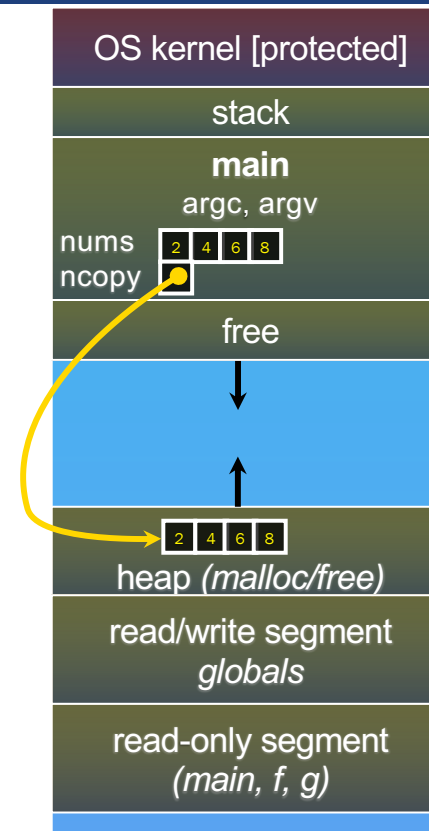 OS kernel [protected]
stack
main
argc, argv
nums 2 4 6 8
ncopy
free
2 4 6 8
heap (malloc/free)
read/write segment
globals
read-only segment
(main, f, g)